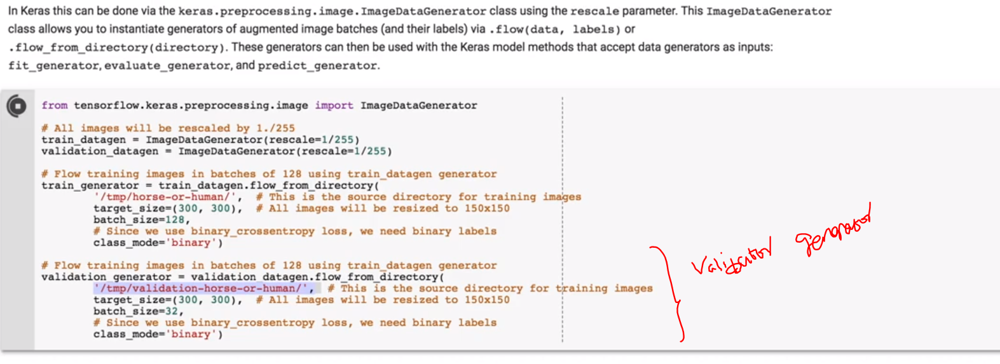 In Keras this can be done via the keras.preprocessing.image.ImageDataGenerator class using the rescale parameter. This ImageDataGenerator
class allows you to instantiate generators of augmented image batches (and their labels) via .flow(data, labels) or
.flow_from_directory(directory). These generators can then be used with the Keras model methods that accept data generators as inputs:
fit_generator, evaluate_generator, and predict_generator.
from tensorflow.keras.preprocessing.image import ImageDataGenerator
# All images will be rescaled by 1./255
train_datagen = ImageDataGenerator(rescale=1/255)
validation_datagen = ImageDataGenerator(rescale=1/255)
# Flow training images in batches of 128 using train_datagen generator
train_generator = train_datagen.flow_from_directory(
'/tmp/horse-or-human/', # This is the source directory for training images
target_size=(300, 300), # All images will be resized to 150x150
batch_size=128,
# Since we use binary_crossentropy loss, we need binary labels
class_mode='binary')
# Flow training images in batches of 128 using train_datagen generator
validation_generator = validation_datagen.flow_from_directory(
'/tmp/validation-horse-or-human/', # This is the source directory for training images
target_size=(300, 300), # All images will be resized to 150x150
batch_size=32,
# Since we use binary_crossentropy loss, we need binary labels
class_mode='binary')
Validator generator